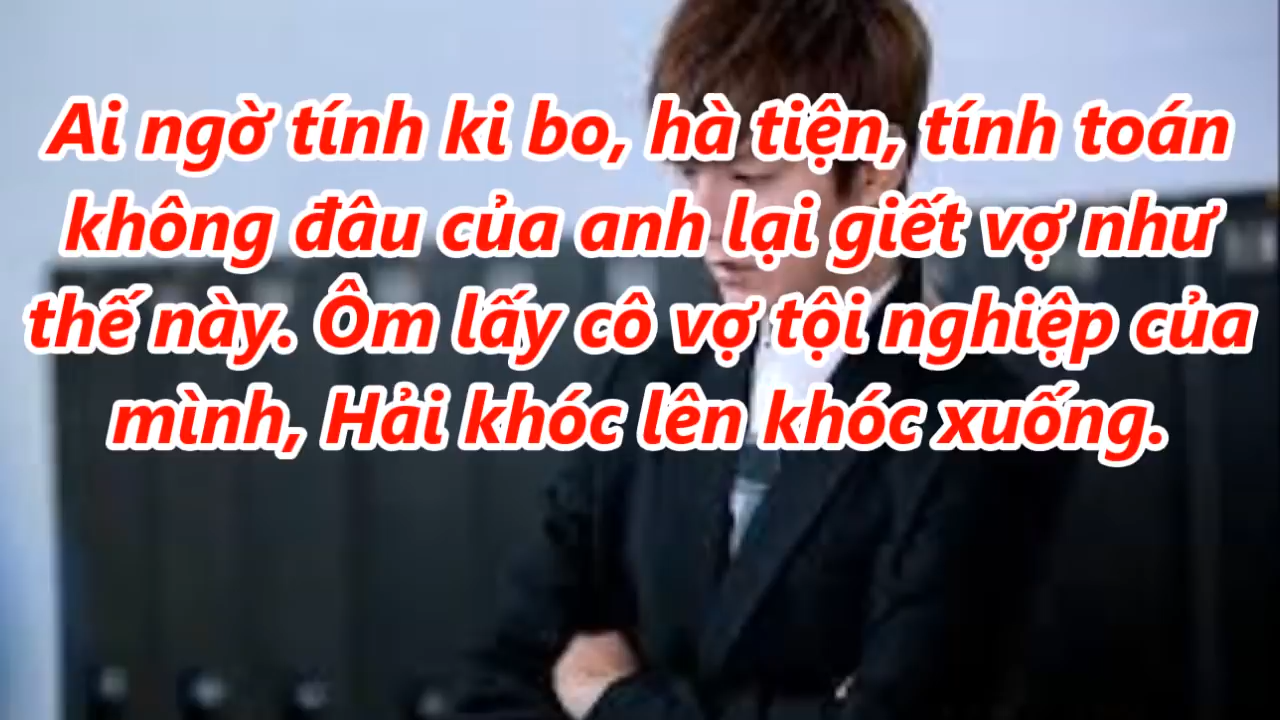 Ai ngờ tính ki bo, hà tiện, tính toán
không đâu của anh lại giết vợ như
thế này. Ôm lấy cô vợ tội nghiệp của
mình, Hải khóc lên khóc xuống.